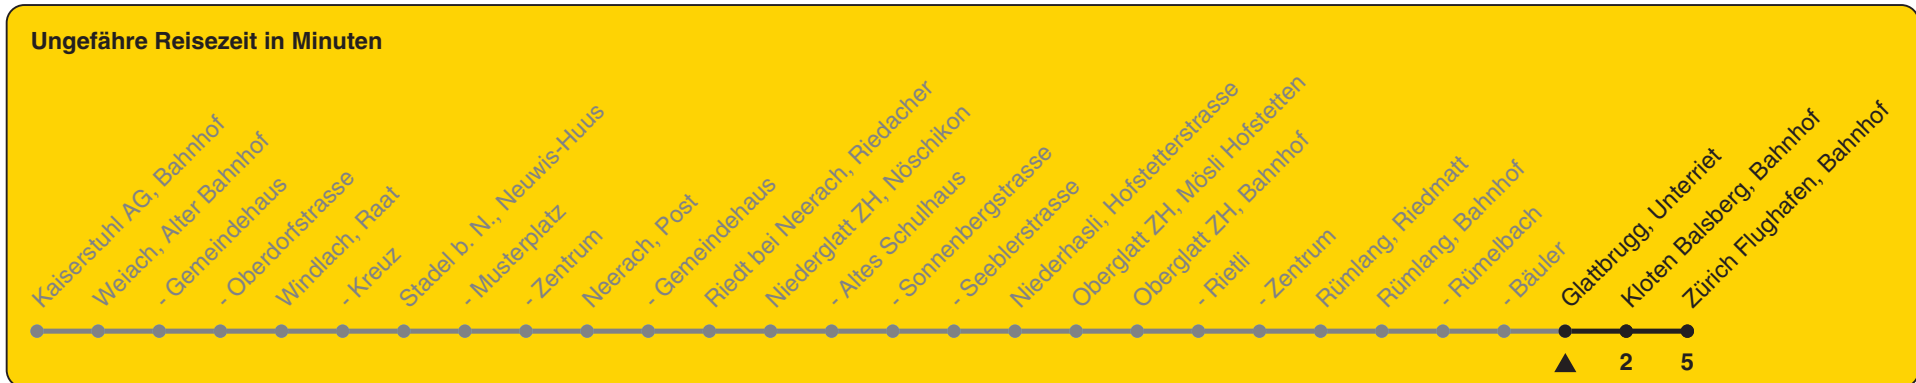 Ungefähre Reisezeit in Minuten
Kaiserstuhl AG, Bahnhof
Weiach, Alter Bahnhof
- Gemeindehaus
- Oberdorfstrasse
Windlach, Raat
- Kreuz
Stadel b. N., Neuwis-Huus
- Musterplatz
- Zentrum
Neerach, Post
- Gemeindehaus
Riedt bei Neerach, Riedacher
Niederglatt ZH, Nöschikon
- Altes Schulhaus
- Sonnenbergstrasse
- Seeblerstrasse
Niederhasli, Hofstetterstrasse
Oberglatt ZH, Mösli Hofstetten
Oberglatt ZH, Bahnhof
- Rietli
- Zentrum
Rümlang, Riedmatt
Rümlang, Bahnhof
- Rümelbach
- Bäuler
Glattbrugg, Unterriet
Kloten Balsberg, Bahnhof
Zürich Flughafen, Bahnhof
2 5